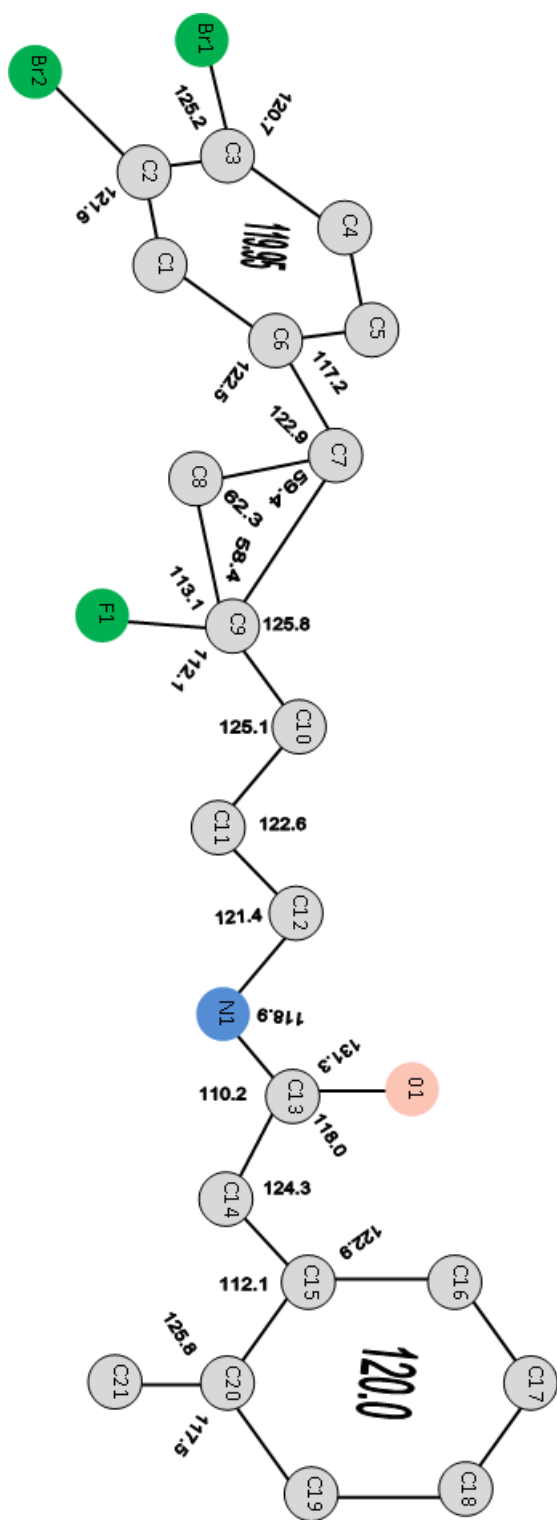 Br1
Br2
120.7
125.2
C3
C2
121.6
C4
119.95
C1
C5
C6
117.2
122.5
122.9
C7
C8
59.4
62.3
58.4
113.1
F1
C9
125.8
112.1
C10
125.1
C11
122.6
C12
121.4
N1
118.9
131.3
O1
C13
110.2
118.0
C14
124.3
122.9
C15
C16
112.1
125.8
120.0
C17
C21
C20
117.5
C19
C18